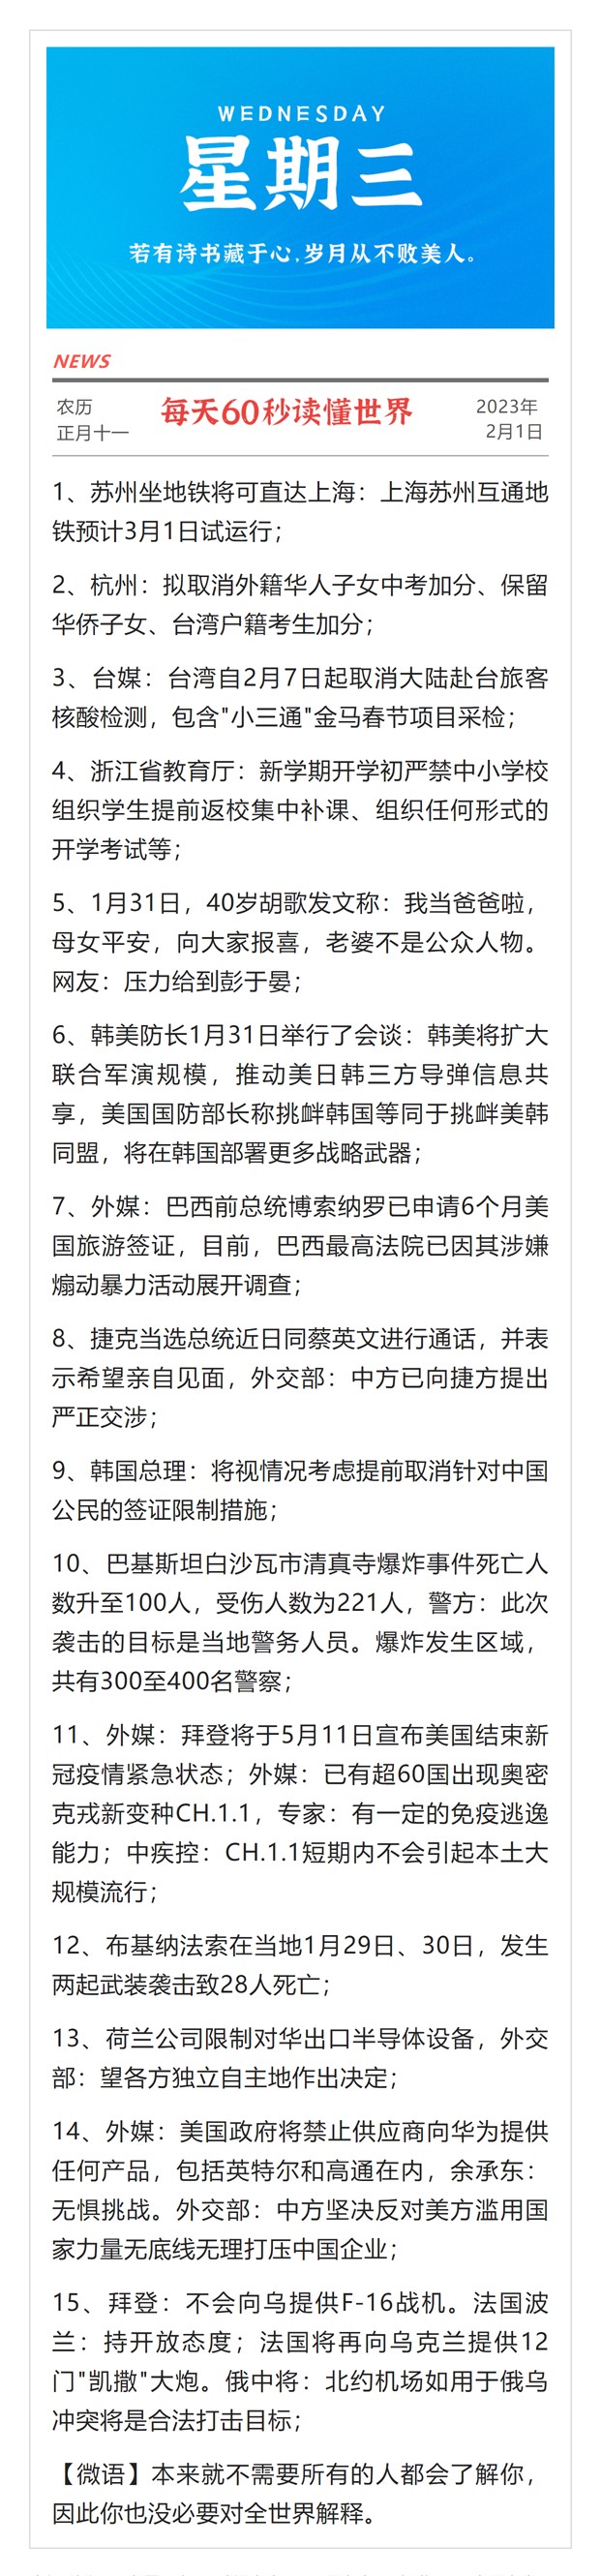 WEDNESDAY
星期三
若有诗书藏于心,岁月从不败美人。
NEWS
农历
正月十一
每天60秒读懂世界
2023年
2月1日
1、苏州坐地铁将可直达上海：上海苏州互通地
铁预计3月1日试运行；
2、杭州：拟取消外籍华人子女中考加分、保留
华侨子女、台湾户籍考生加分；
3、台媒：台湾自2月7日起取消大陆赴台旅客
核酸检测，包含"小三通"金马春节项目采检；
4、浙江省教育厅：新学期开学初严禁中小学校
组织学生提前返校集中补课、组织任何形式的
开学考试等；
5、1月31日，40岁胡歌发文称：我当爸爸啦，
母女平安，向大家报喜，老婆不是公众人物。
网友：压力给到彭于晏；
6、韩美防长1月31日举行了会谈：韩美将扩大
联合军演规模，推动美日韩三方导弹信息共
享，美国国防部长称挑衅韩国等同于挑衅美韩
同盟，将在韩国部署更多战略武器；
7、外媒：巴西前总统博索纳罗已申请6个月美
国旅游签证，目前，巴西最高法院已因其涉嫌
煽动暴力活动展开调查；
8、捷克当选总统近日同蔡英文进行通话，并表
示希望亲自见面，外交部：中方已向捷方提出
严正交涉；
9、韩国总理：将视情况考虑提前取消针对中国
公民的签证限制措施；
10、巴基斯坦白沙瓦市清真寺爆炸事件死亡人
数升至100人，受伤人数为221人，警方：此次
袭击的目标是当地警务人员。爆炸发生区域，
共有300至400名警察；
11、外媒：拜登将于5月11日宣布美国结束新
冠疫情紧急状态；外媒：已有超60国出现奥密
克戎新变种CH.1.1，专家：有一定的免疫逃逸
能力；中疾控：CH.1.1短期内不会引起本土大
规模流行；
12、布基纳法索在当地1月29日、30日，发生
两起武装袭击致28人死亡；
13、荷兰公司限制对华出口半导体设备，外交
部：望各方独立自主地作出决定；
14、外媒：美国政府将禁止供应商向华为提供
任何产品，包括英特尔和高通在内，余承东：
无惧挑战。外交部：中方坚决反对美方滥用国
家力量无底线无理打压中国企业；
15、拜登：不会向乌提供F-16战机。法国波
兰：持开放态度；法国将再向乌克兰提供12
门"凯撒"大炮。俄中将：北约机场如用于俄乌
冲突将是合法打击目标；
【微语】本来就不需要所有的人都会了解你，
因此你也没必要对全世界解释。